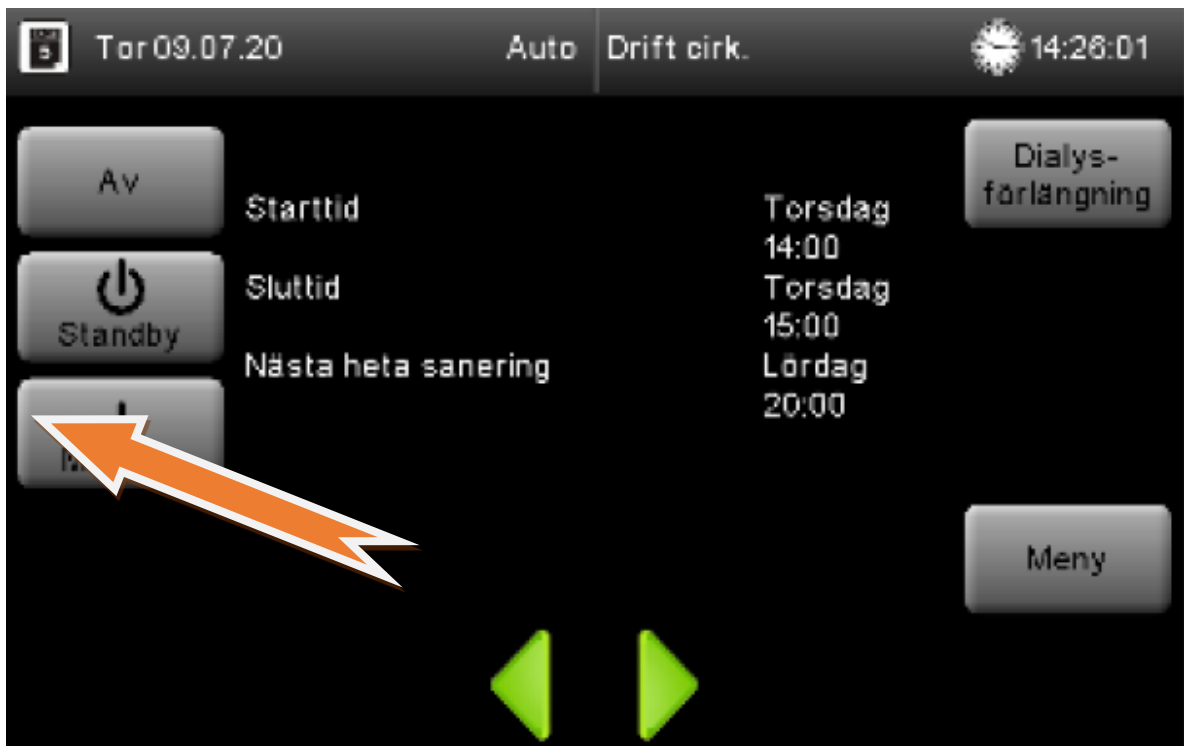 5 Tor 09.07.20 Auto Drift cirk. 14:26:01
Av
Dialys-
förlängning
Starttid Torsdag
14:00
Standby
Sluttid Torsdag
15:00
Nästa heta sanering Lördag
20:00
Meny